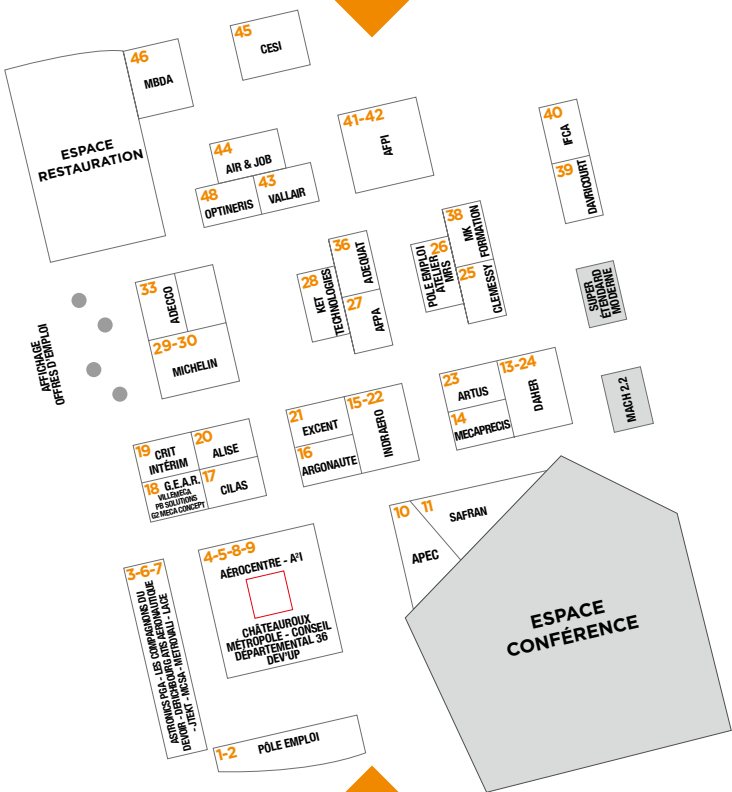 45
CESI
46
MBDA
ESPACE
RESTAURATION
41-42
AFPI
40
IFCA
39
DAVRICOURT
44
AIR & JOB
48
OPTINERIS
43
VALLAIR
38
MK
FORMATION
36
ADEQUAT
26
POLE EMPLOI
ATELIER
MRS
25
CLEMESSY
28
KET
TECHNOLOGIES
27
AFPA
SUPER
ÉTENDARD
MODERNE
33
ADECCO
29-30
MICHELIN
AFFICHAGE
OFFRES D'EMPLOI
23
ARTUS
13-24
DAHER
14
MECAPRECIS
MACH 2.2
21
EXCENT
15-22
INDRAERO
16
ARGONAUTE
19
CRIT
INTÉRIM
20
ALISE
18 G.E.A.R.
VILLEMECA
PB SOLUTIONS
G2 MECA CONCEPT
17
CILAS
10
APEC
11
SAFRAN
ESPACE
CONFÉRENCE
4-5-8-9
AÉROCENTRE - A²I
CHÂTEAUROUX
MÉTROPOLE - CONSEIL
DÉPARTEMENTAL 36
DEV'UP
3-6-7
ASTRONICS PGA - LES COMPAGNONS DU
DEVOIR - DERICHBOURG ATIS AERONAUTIQUE
- JTEKT - MCSA - METROVALI - LACE
1-2
PÔLE EMPLOI